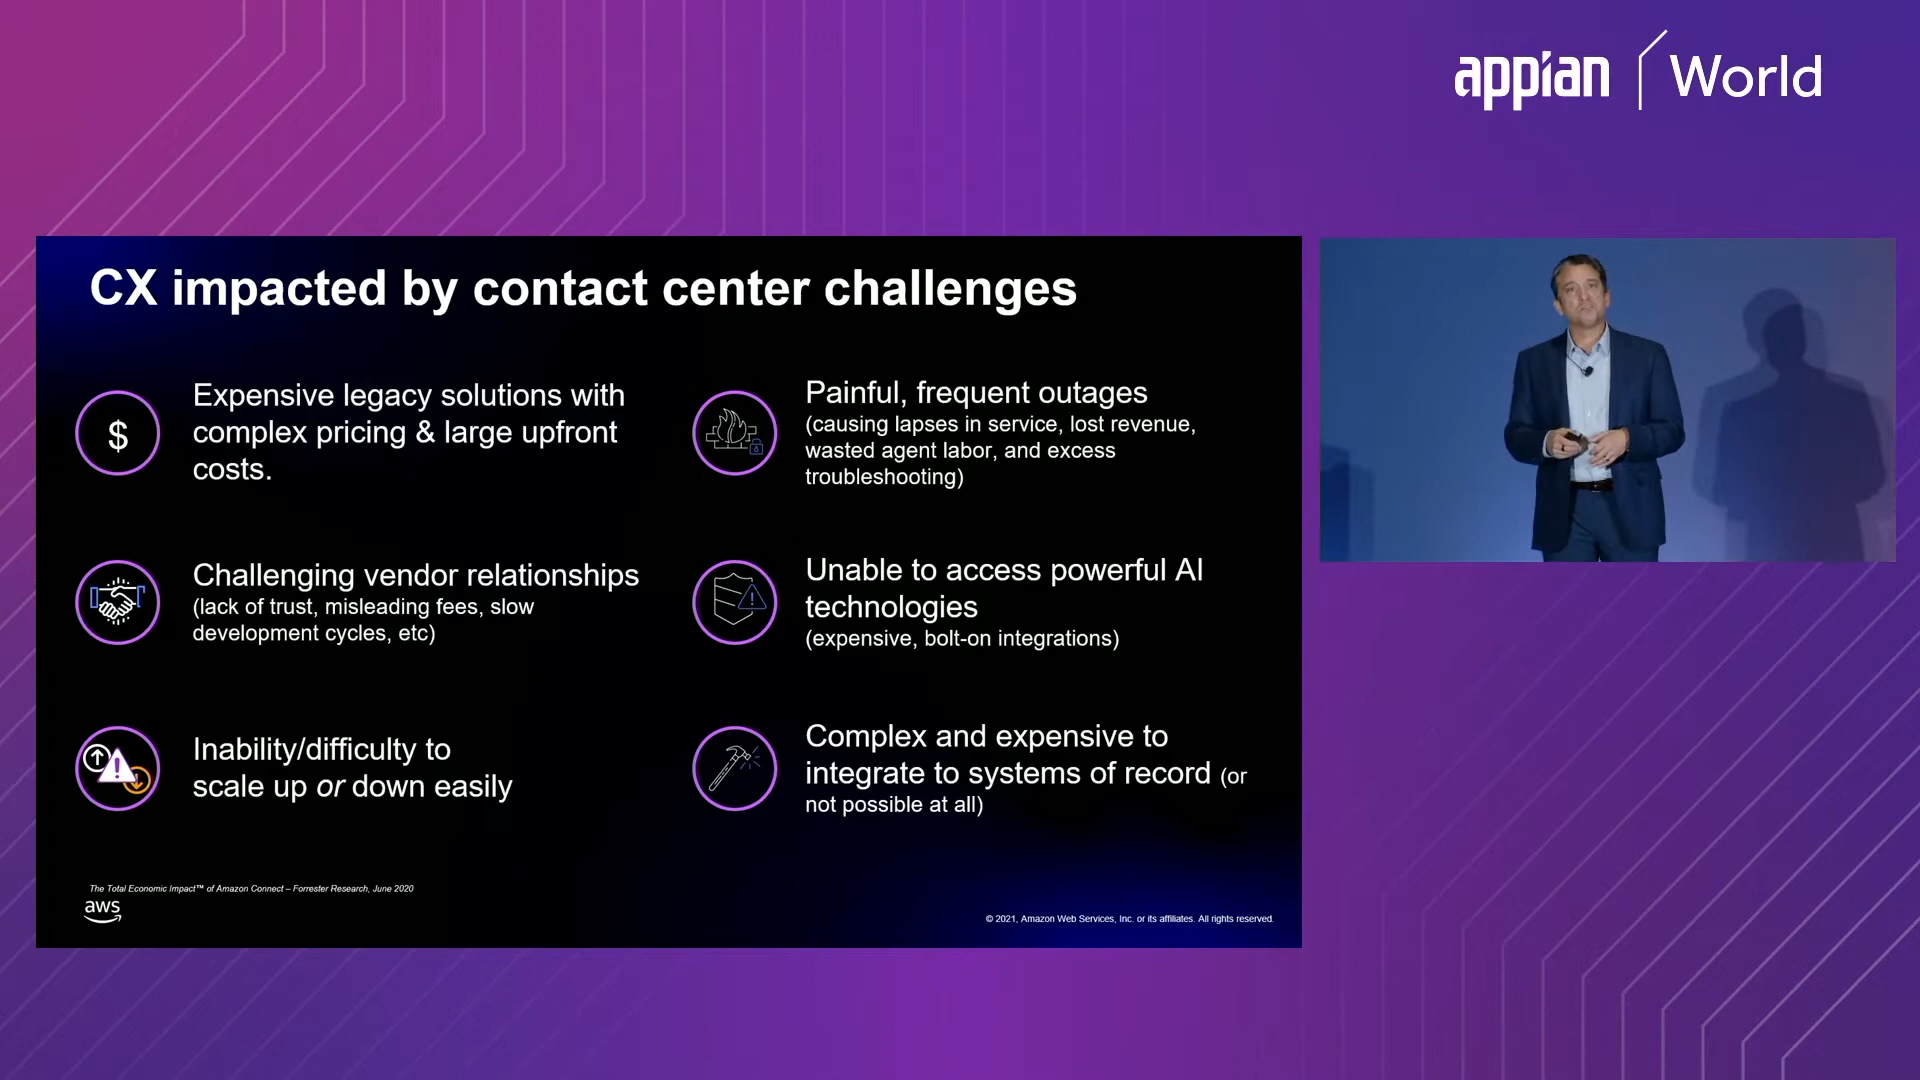 appian World
CX impacted by contact center challenges
$
Expensive legacy solutions with
complex pricing & large upfront
costs.
Challenging vendor relationships
(lack of trust, misleading fees, slow
development cycles, etc)
Inability/difficulty to
scale up or down easily
Painful, frequent outages
(causing lapses in service, lost revenue,
wasted agent labor, and excess
troubleshooting)
Unable to access powerful AI
technologies
(expensive, bolt-on integrations)
Complex and expensive to
integrate to systems of record (or
not possible at all)
The Total Economic Impact™ of Amazon Connect – Forrester Research, June 2020
aws
© 2021, Amazon Web Services, Inc. or its affiliates. All rights reserved.